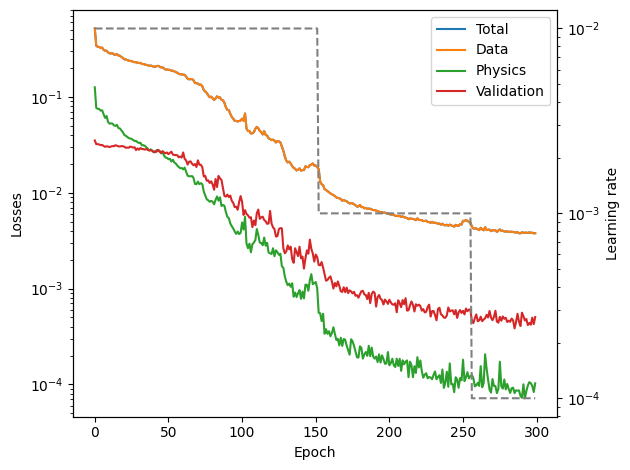 Total
Data
Physics
Validation
Losses
10⁻¹
10⁻²
10⁻³
10⁻⁴
10⁻²
10⁻³
10⁻⁴
Learning rate
0 50 100 150 200 250 300
Epoch